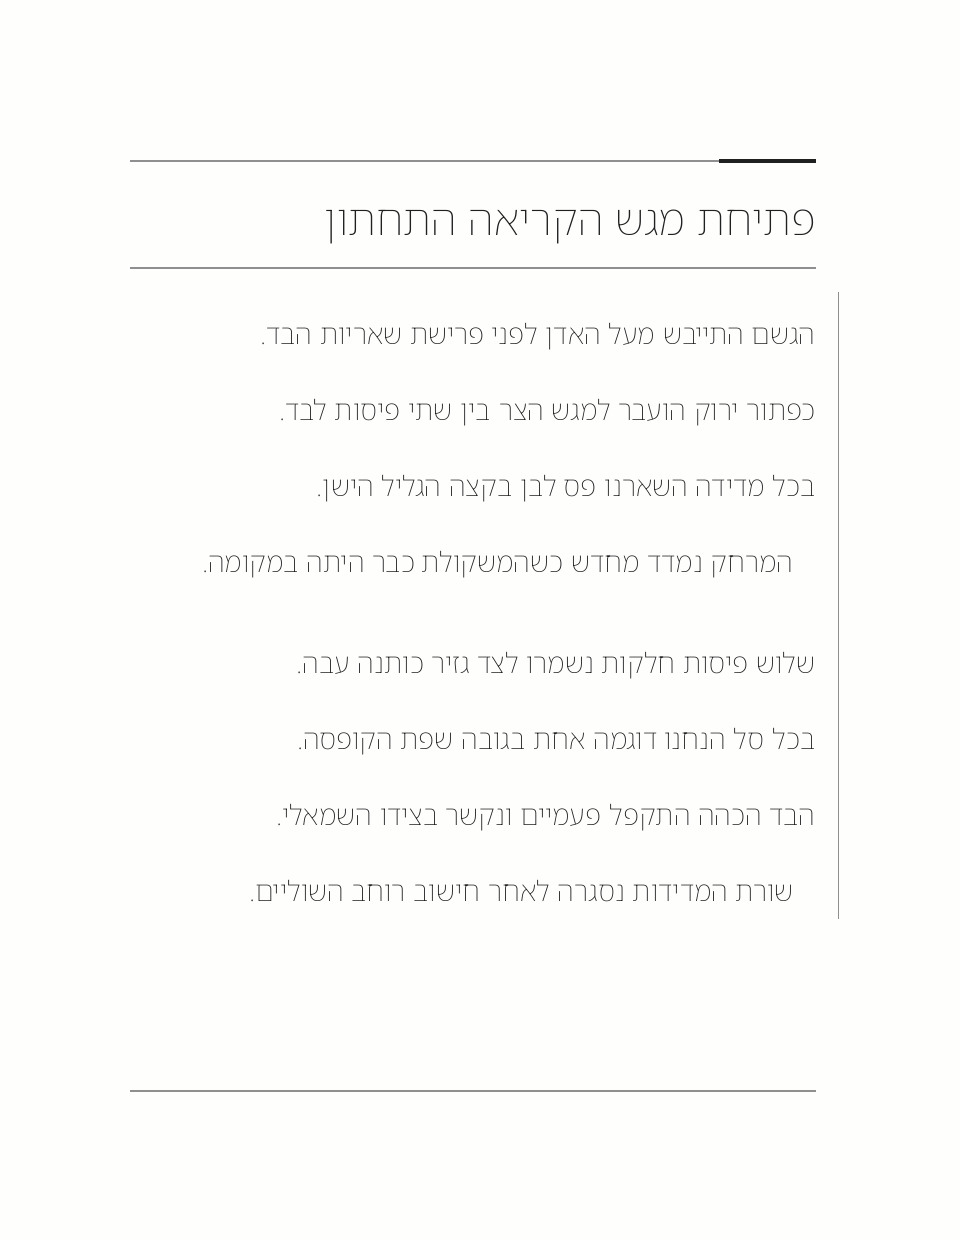 פתיחת מגש הקריאה התחתון
הגשם התייבש מעל האדן לפני פרישת שאריות הבד.
כפתור ירוק הועבר למגש הצר בין שתי פיסות לבד.
בכל מדידה השארנו פס לבן בקצה הגליל הישן.
המרחק נמדד מחדש כשהמשקולת כבר היתה במקומה.
שלוש פיסות חלקות נשמרו לצד גזיר כותנה עבה.
בכל סל הנחנו דוגמה אחת בגובה שפת הקופסה.
הבד הכהה התקפל פעמיים ונקשר בצידו השמאלי.
שורת המדידות נסגרה לאחר חישוב רוחב השוליים.